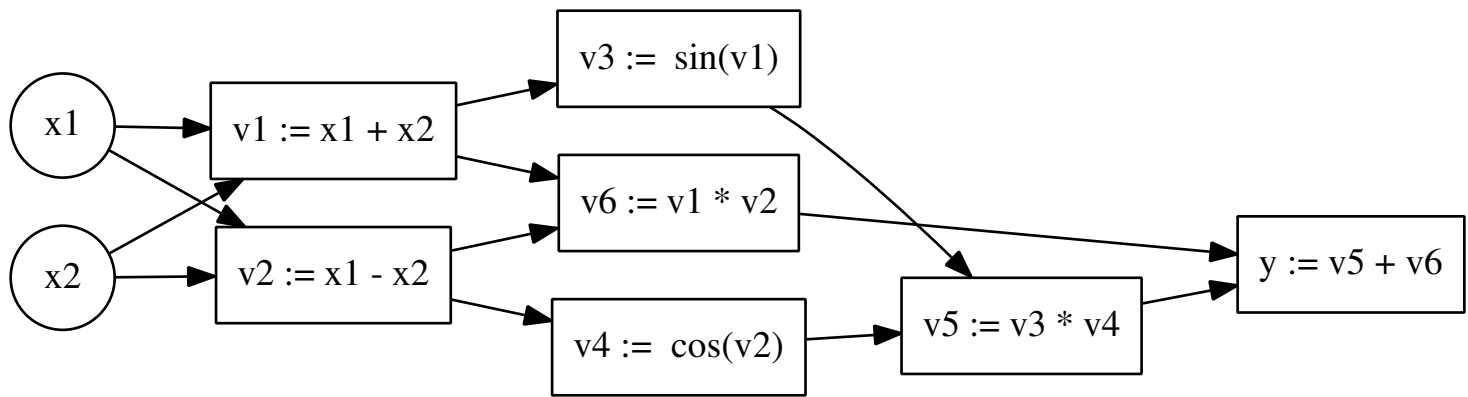 x1
x2
v1 := x1 + x2
v2 := x1 - x2
v3 := sin(v1)
v6 := v1 * v2
v4 := cos(v2)
v5 := v3 * v4
y := v5 + v6